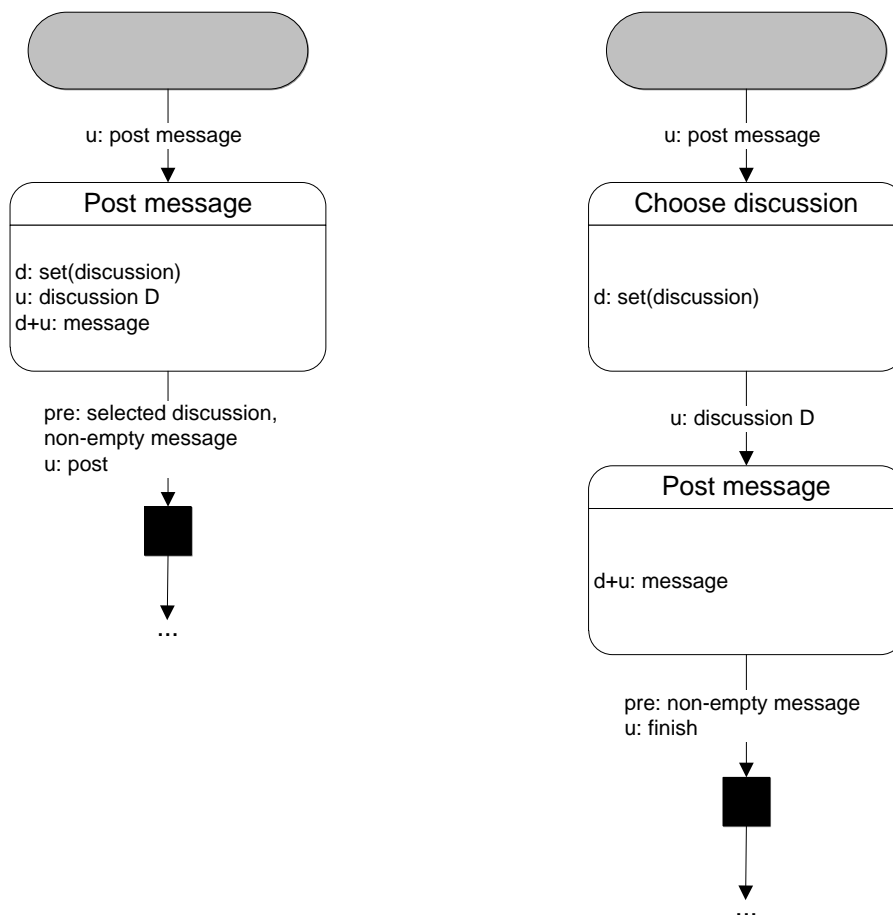 u: post message
Post message
d: set(discussion)
u: discussion D
d+u: message
pre: selected discussion,
non-empty message
u: post
...
u: post message
Choose discussion
d: set(discussion)
u: discussion D
Post message
d+u: message
pre: non-empty message
u: finish
...